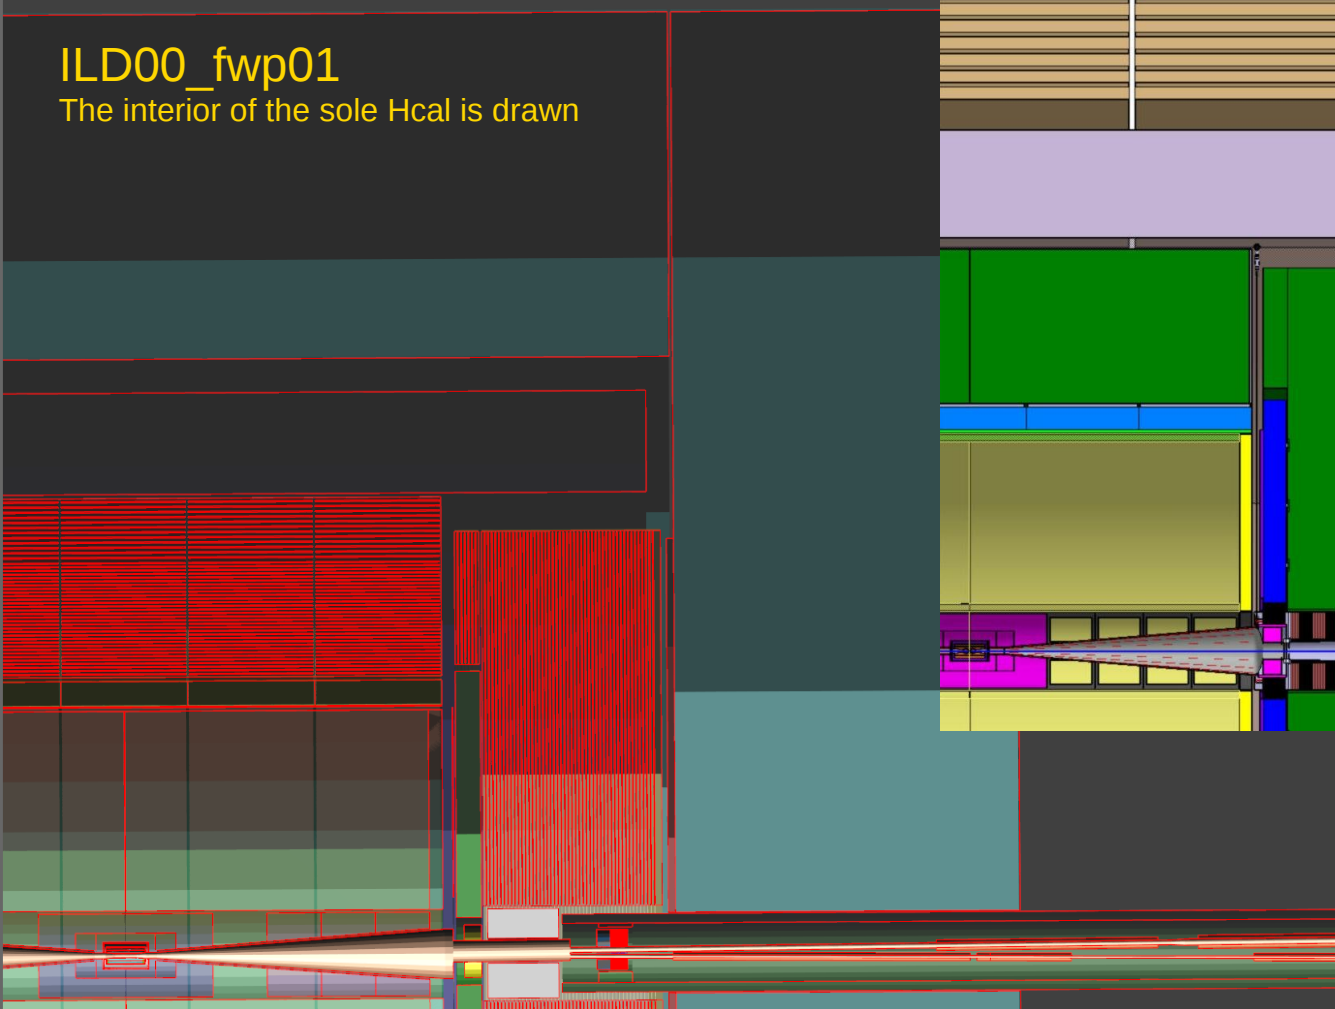 ILD00_fwp01
The interior of the sole Hcal is drawn